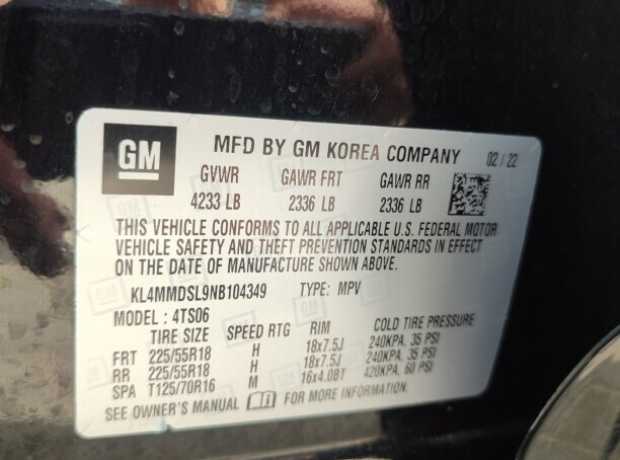 GM
MFD BY GM KOREA COMPANY 02 / 22
GVWR GAWR FRT GAWR RR
4233 LB 2336 LB 2336 LB
THIS VEHICLE CONFORMS TO ALL APPLICABLE U.S. FEDERAL MOTOR
VEHICLE SAFETY AND THEFT PREVENTION STANDARDS IN EFFECT
ON THE DATE OF MANUFACTURE SHOWN ABOVE.
KL4MMDSL9NB104349 TYPE: MPV
MODEL : 4TS06
TIRE SIZE SPEED RTG RIM COLD TIRE PRESSURE
FRT 225/55R18 H 18x7.5J 240KPA, 35 PSI
RR 225/55R18 H 18x7.5J 240KPA, 35 PSI
SPA T125/70R16 M 16x4.0BT 420KPA, 60 PSI
SEE OWNER'S MANUAL FOR MORE INFORMATION.